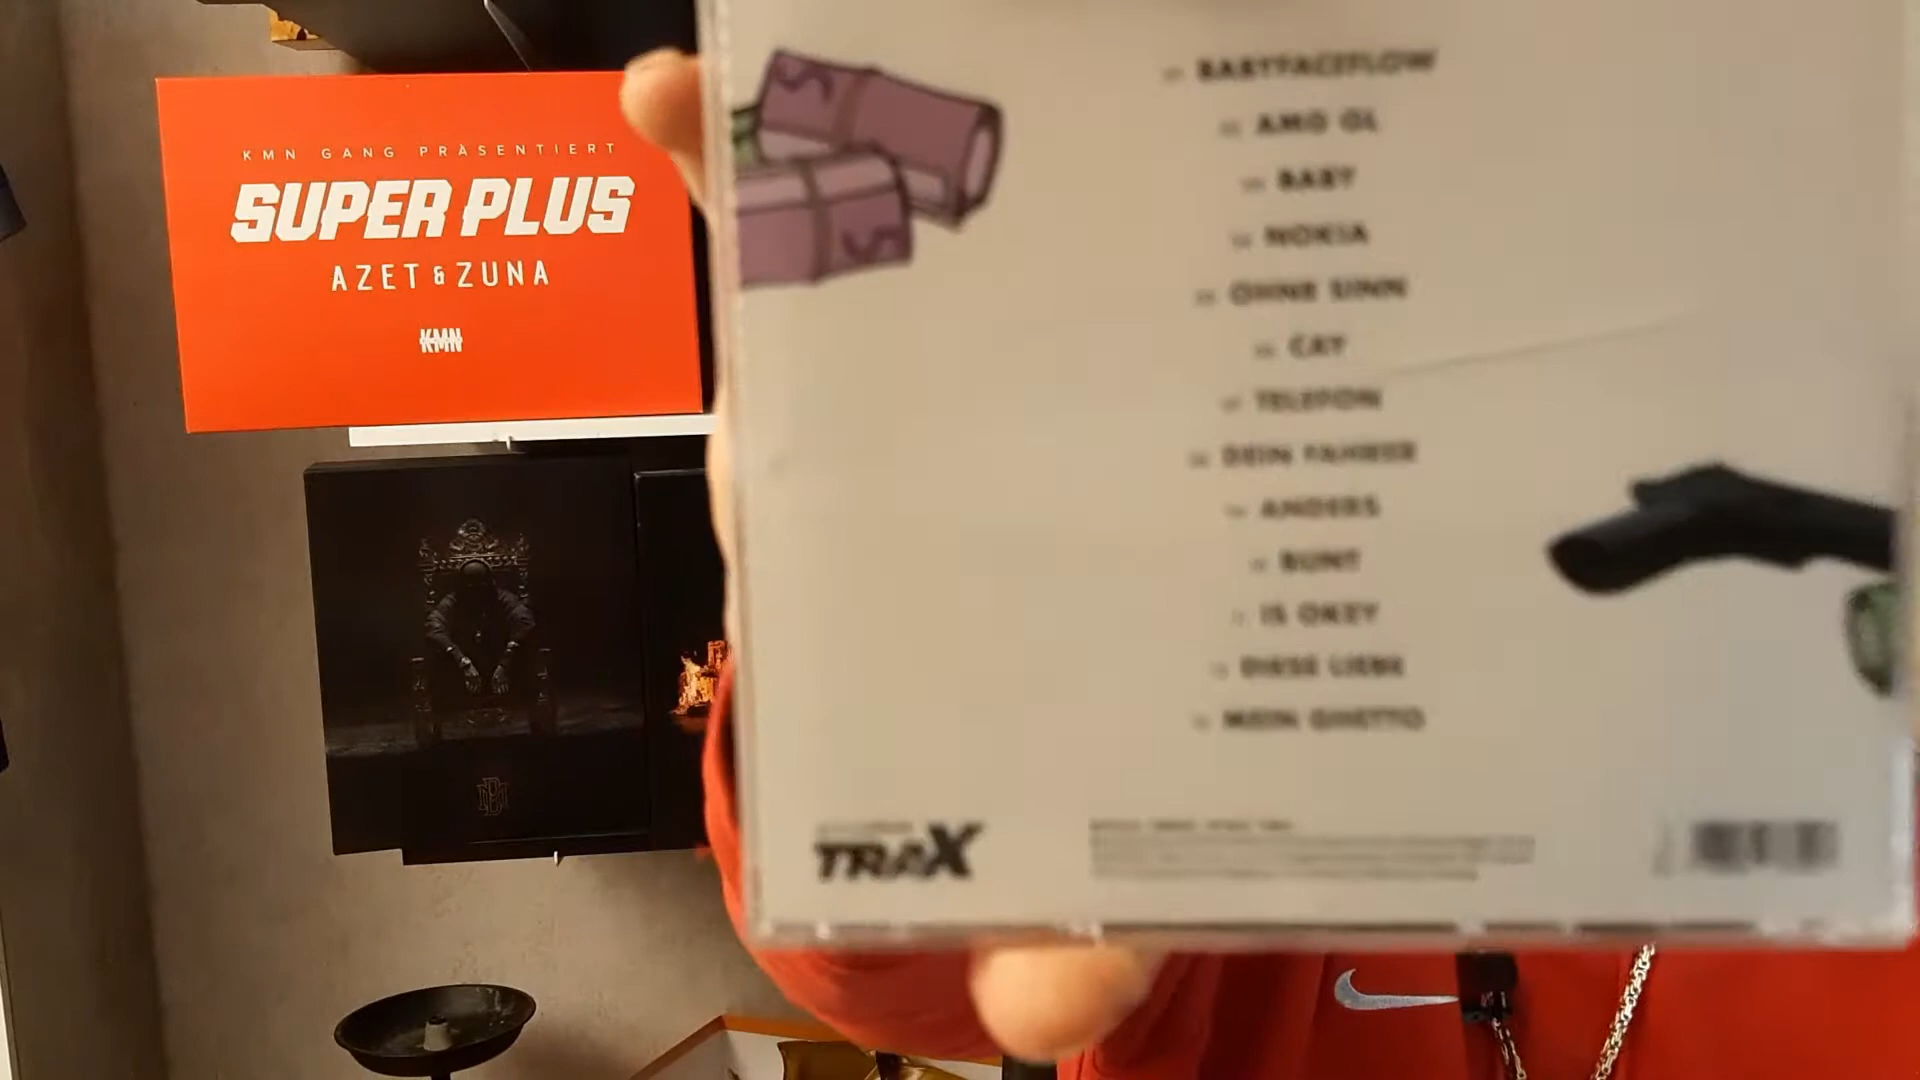 KMN GANG PRÄSENTIERT
SUPER PLUS
AZET & ZUNA
KMN
BABYFACEFLOW
AMG GL
BABY
NOKIA
OHNE SINN
CAY
TELEFON
DEIN FAHRER
ANDERS
BUNT
IS OKEY
DIESE LIEBE
MEIN GHETTO
TRAX